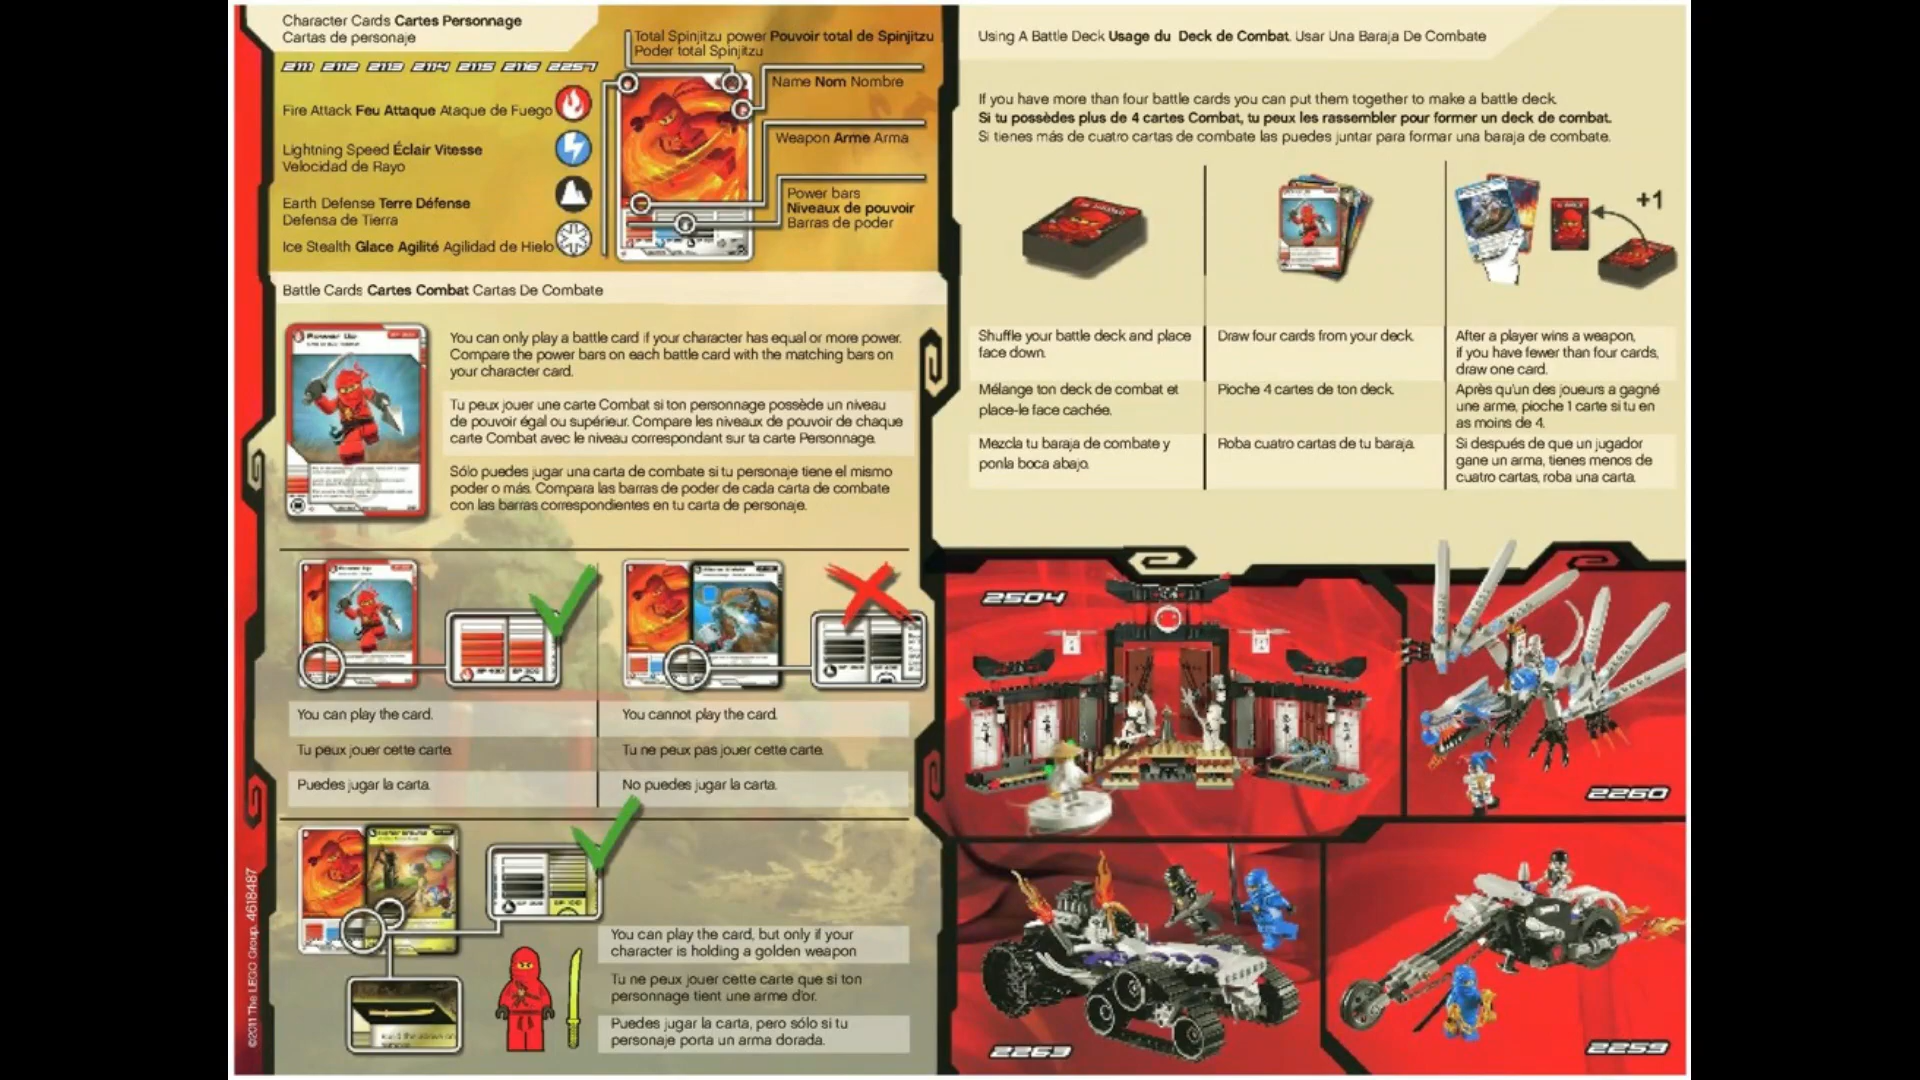 Character Cards Cartes Personnage
Cartas de personaje
2111 2112 2113 2114 2115 2116 2257
Fire Attack Feu Attaque Ataque de Fuego
Lightning Speed Éclair Vitesse
Velocidad de Rayo
Earth Defense Terre Défense
Defensa de Tierra
Ice Stealth Glace Agilité Agilidad de Hielo
Total Spinjitzu power Pouvoir total de Spinjitzu
Poder total Spinjitzu
Name Nom Nombre
Weapon Arme Arma
Power bars
Niveaux de pouvoir
Barras de poder
Battle Cards Cartes Combat Cartas De Combate
Power Up
You can only play a battle card if your character has equal or more power.
Compare the power bars on each battle card with the matching bars on
your character card.
Tu peux jouer une carte Combat si ton personnage possède un niveau
de pouvoir égal ou supérieur. Compare les niveaux de pouvoir de chaque
carte Combat avec le niveau correspondant sur ta carte Personnage.
Sólo puedes jugar una carta de combate si tu personaje tiene el mismo
poder o más. Compara las barras de poder de cada carta de combate
con las barras correspondientes en tu carta de personaje.
You can play the card.
Tu peux jouer cette carte.
Puedes jugar la carta.
You cannot play the card.
Tu ne peux pas jouer cette carte.
No puedes jugar la carta.
You can play the card, but only if your
character is holding a golden weapon
Tu ne peux jouer cette carte que si ton
personnage tient une arme d'or.
Puedes jugar la carta, pero sólo si tu
personaje porta un arma dorada.
©2011 The LEGO Group. 4618487
Using A Battle Deck Usage du Deck de Combat. Usar Una Baraja De Combate
If you have more than four battle cards you can put them together to make a battle deck.
Si tu possèdes plus de 4 cartes Combat, tu peux les rassembler pour former un deck de combat.
Si tienes más de cuatro cartas de combate las puedes juntar para formar una baraja de combate.
+1
Shuffle your battle deck and place
face down.
Mélange ton deck de combat et
place-le face cachée.
Mezcla tu baraja de combate y
ponla boca abajo.
Draw four cards from your deck.
Pioche 4 cartes de ton deck.
Roba cuatro cartas de tu baraja.
After a player wins a weapon,
if you have fewer than four cards,
draw one card.
Après qu'un des joueurs a gagné
une arme, pioche 1 carte si tu en
as moins de 4.
Si después de que un jugador
gane un arma, tienes menos de
cuatro cartas, roba una carta.
2504
2260
2263
2259